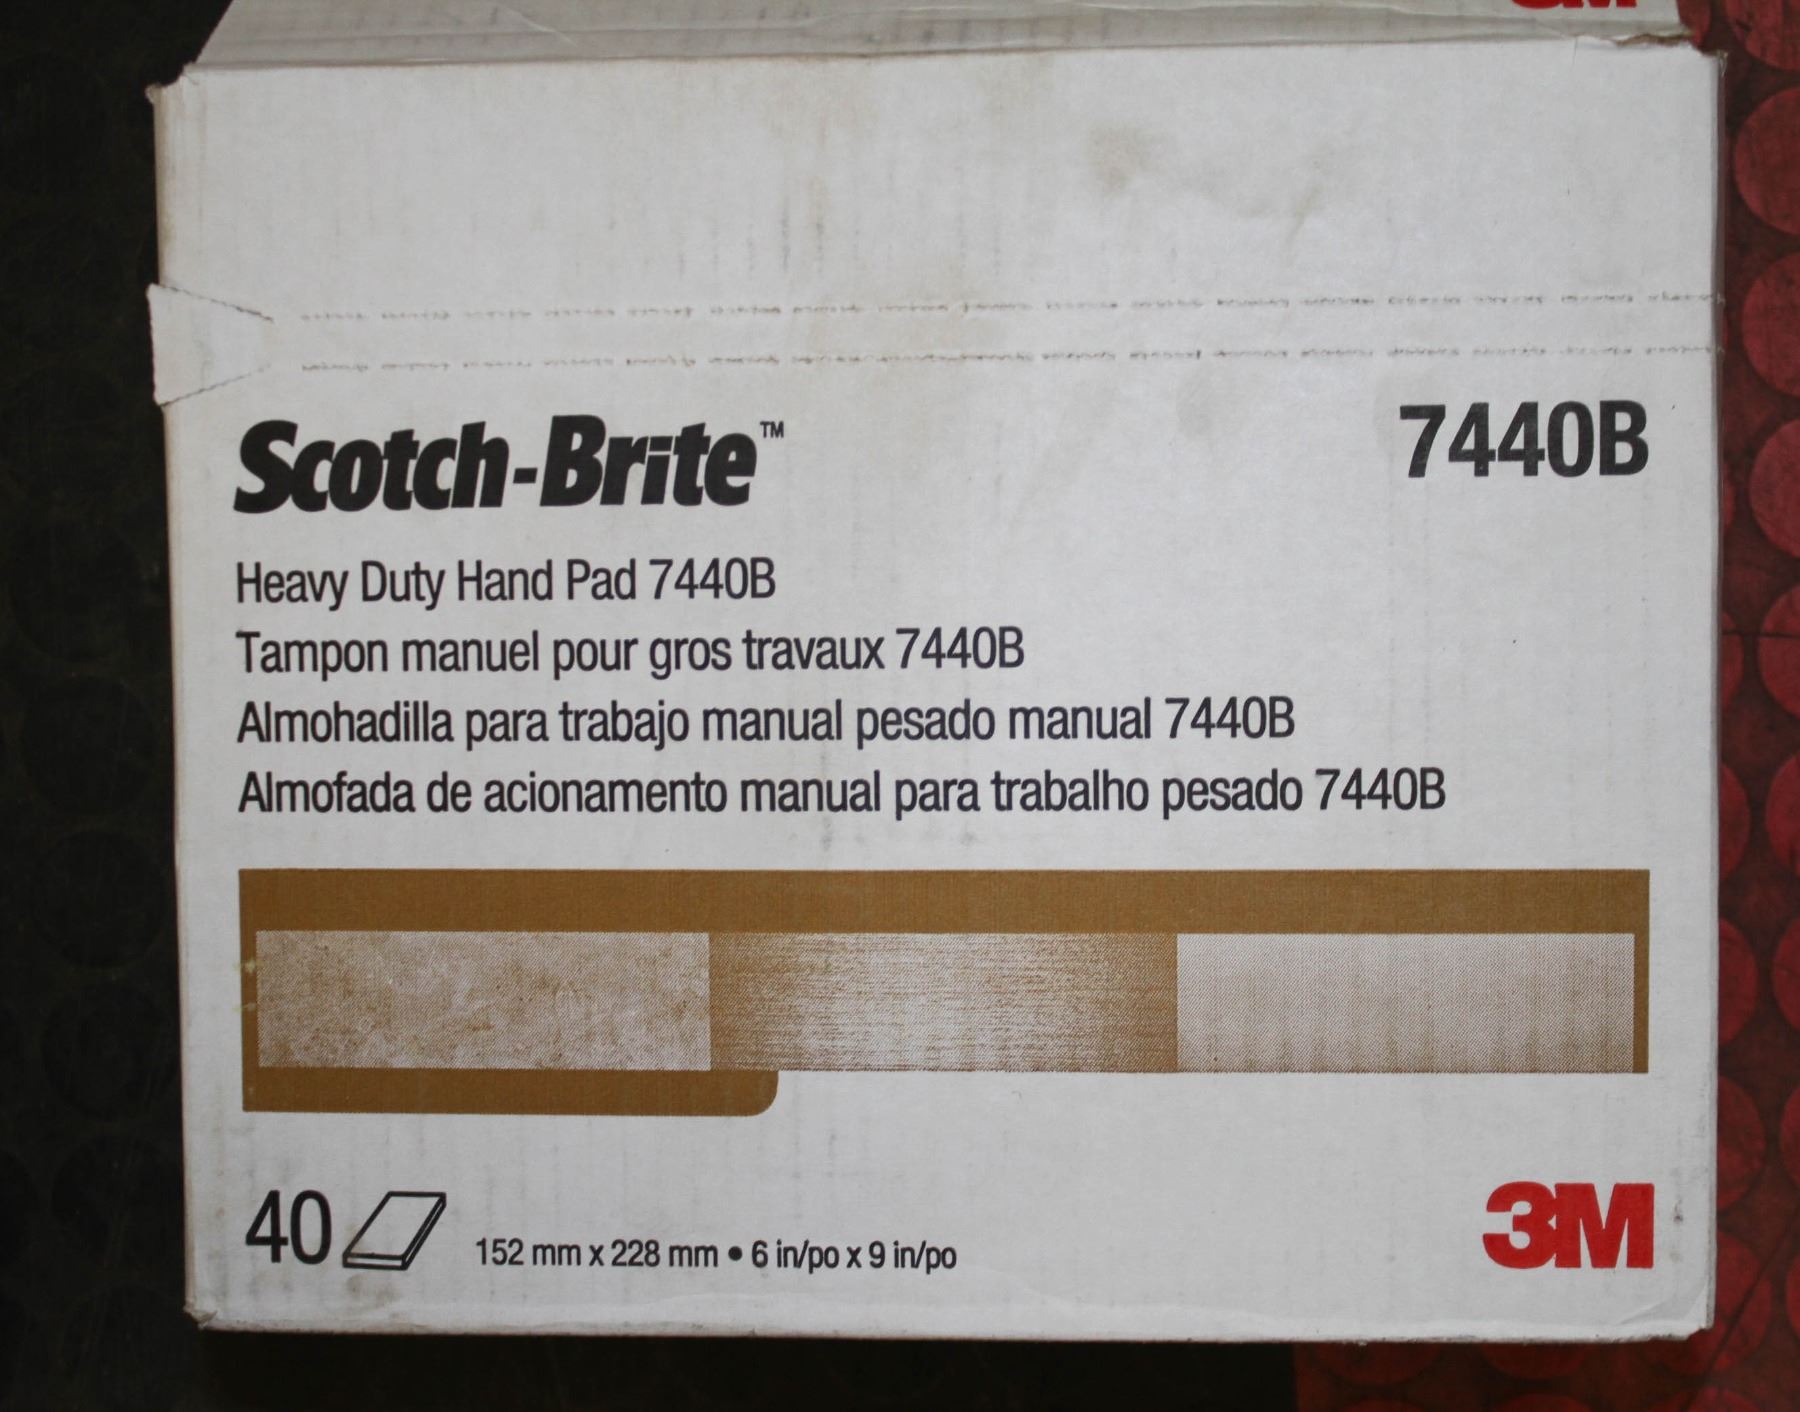 3M
Scotch-Brite™
7440B
Heavy Duty Hand Pad 7440B
Tampon manuel pour gros travaux 7440B
Almohadilla para trabajo manual pesado manual 7440B
Almofada de acionamento manual para trabalho pesado 7440B
40
152 mm x 228 mm • 6 in/po x 9 in/po
3M